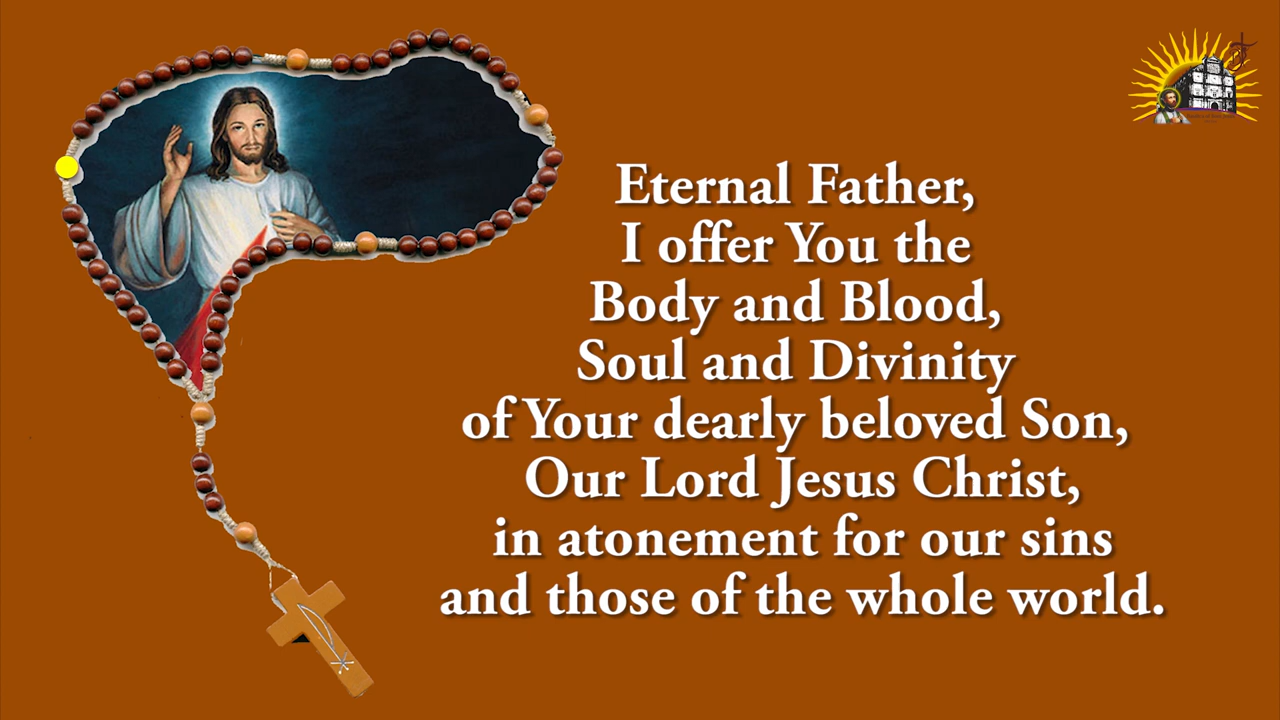 Eternal Father,
I offer You the
Body and Blood,
Soul and Divinity
of Your dearly beloved Son,
Our Lord Jesus Christ,
in atonement for our sins
and those of the whole world.